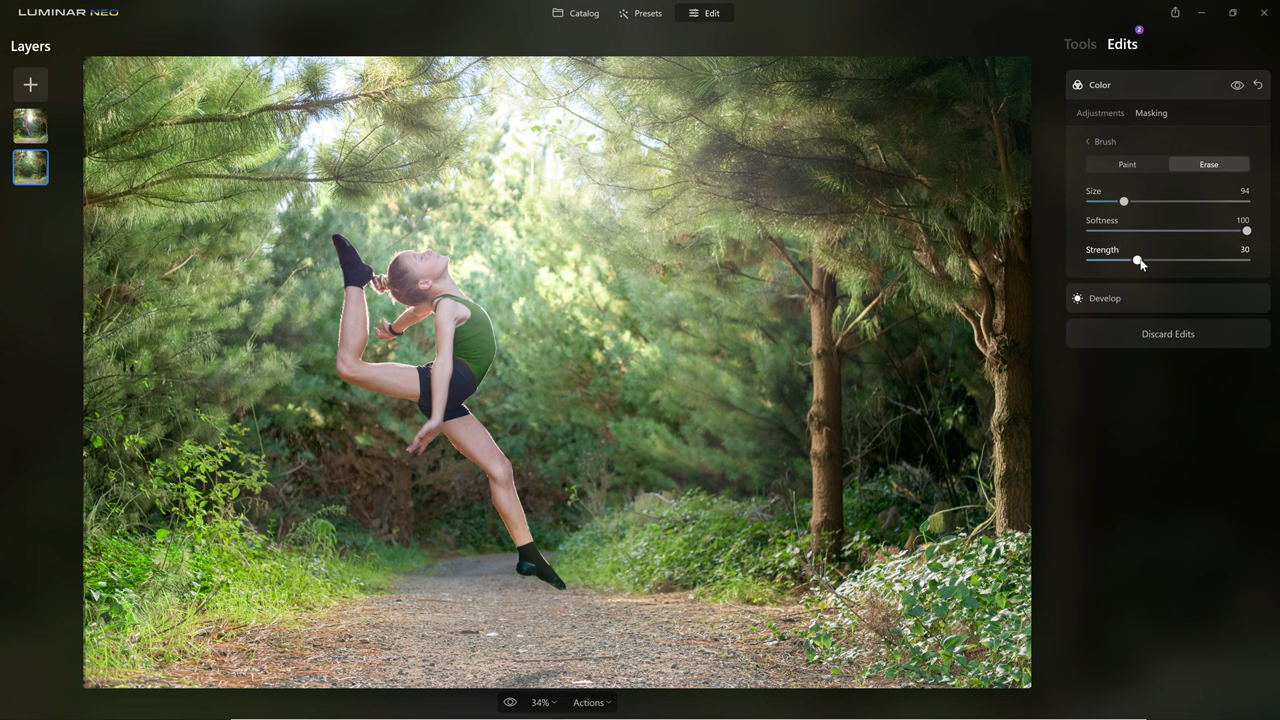 LUMINAR NEO
Catalog
Presets
Edit
Layers
Tools
Edits
2
Color
Adjustments
Masking
Brush
Paint
Erase
Size
94
Softness
100
Strength
30
Develop
Discard Edits
34%
Actions